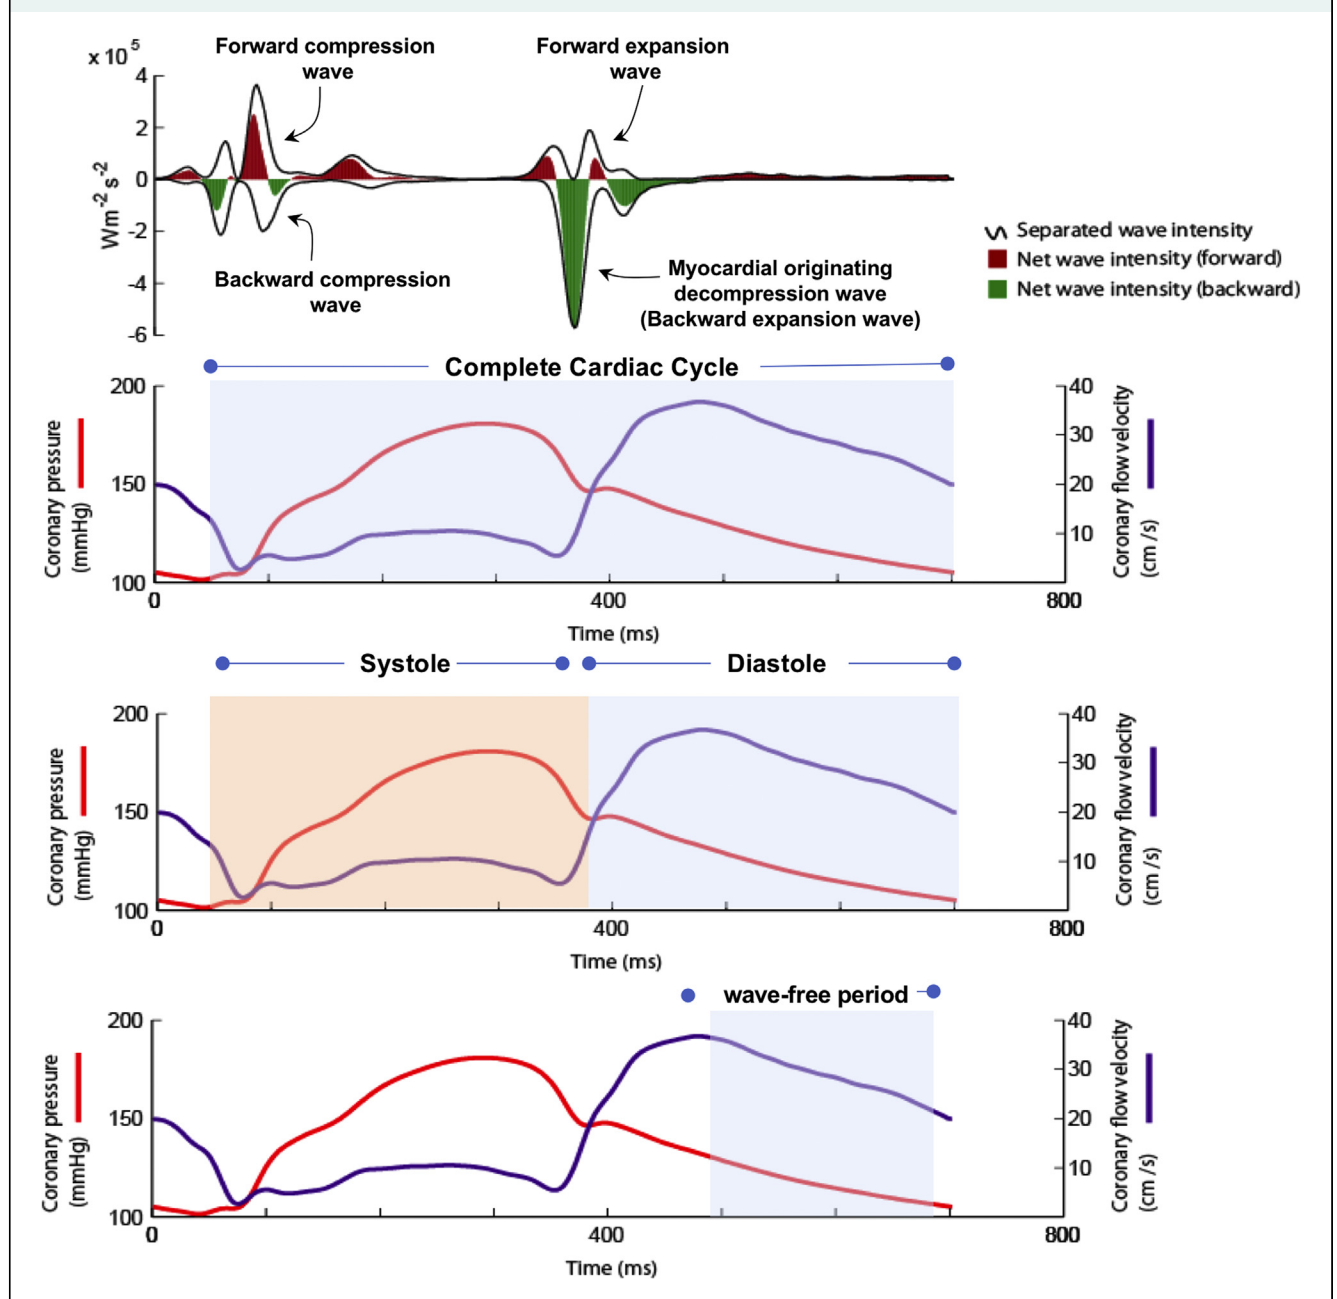 Forward compression
wave
Forward expansion
wave
x 10 5
4
2
0
-2
-4
-6
Wm-2 s-2
Backward compression
wave
Myocardial originating
decompression wave
(Backward expansion wave)
Separated wave intensity
Net wave intensity (forward)
Net wave intensity (backward)
Complete Cardiac Cycle
200
150
100
Coronary pressure
(mmHg)
40
30
20
10
Coronary flow velocity
(cm /s)
0
400
800
Time (ms)
Systole
Diastole
200
150
100
Coronary pressure
(mmHg)
40
30
20
10
Coronary flow velocity
(cm /s)
0
400
800
Time (ms)
wave-free period
200
150
100
Coronary pressure
(mmHg)
40
30
20
10
Coronary flow velocity
(cm /s)
0
400
800
Time (ms)